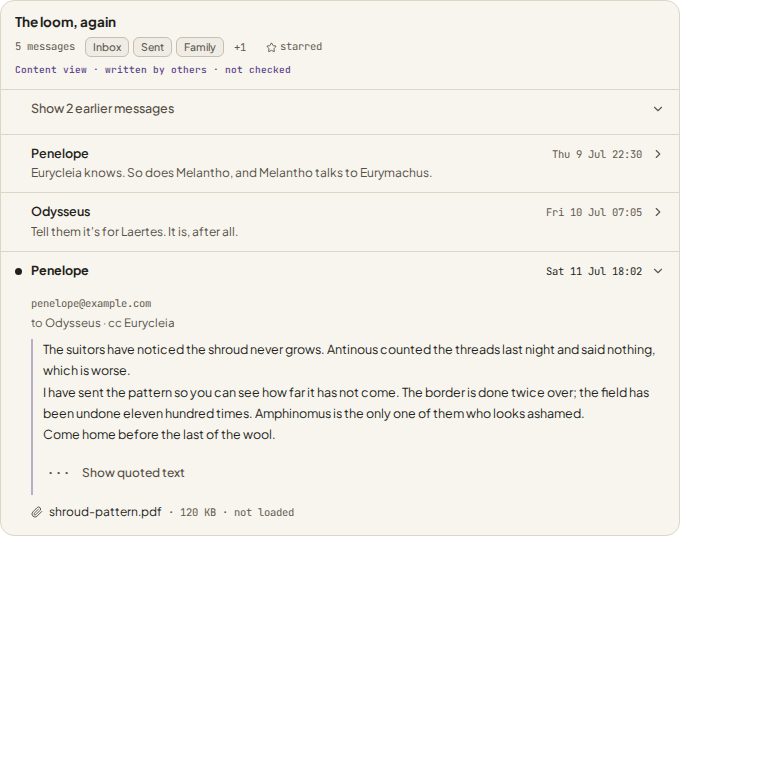 The loom, again
5 messages Inbox Sent Family +1 starred
Content view · written by others · not checked
Show 2 earlier messages
Penelope Thu 9 Jul 22:30
Eurycleia knows. So does Melantho, and Melantho talks to Eurymachus.
Odysseus Fri 10 Jul 07:05
Tell them it's for Laertes. It is, after all.
Penelope Sat 11 Jul 18:02
penelope@example.com
to Odysseus · cc Eurycleia
The suitors have noticed the shroud never grows. Antinous counted the threads last night and said nothing,
which is worse.
I have sent the pattern so you can see how far it has not come. The border is done twice over; the field has
been undone eleven hundred times. Amphinomus is the only one of them who looks ashamed.
Come home before the last of the wool.
··· Show quoted text
shroud-pattern.pdf · 120 KB · not loaded